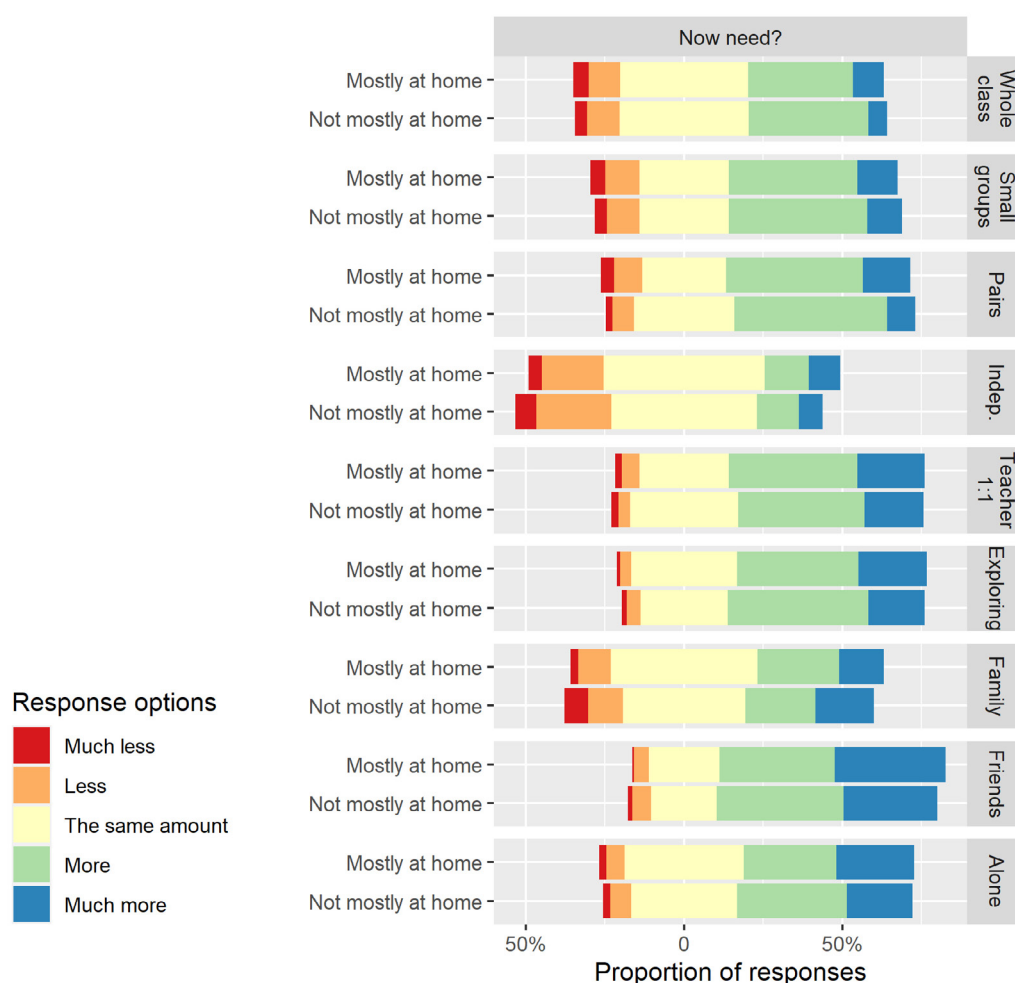 Now need?
Mostly at home
Not mostly at home
Whole
class
Mostly at home
Not mostly at home
Small
groups
Mostly at home
Not mostly at home
Pairs
Mostly at home
Not mostly at home
Indep.
Mostly at home
Not mostly at home
Teacher
1:1
Mostly at home
Not mostly at home
Exploring
Mostly at home
Not mostly at home
Family
Mostly at home
Not mostly at home
Friends
Mostly at home
Not mostly at home
Alone
50% 0 50%
Proportion of responses
Response options
Much less
Less
The same amount
More
Much more